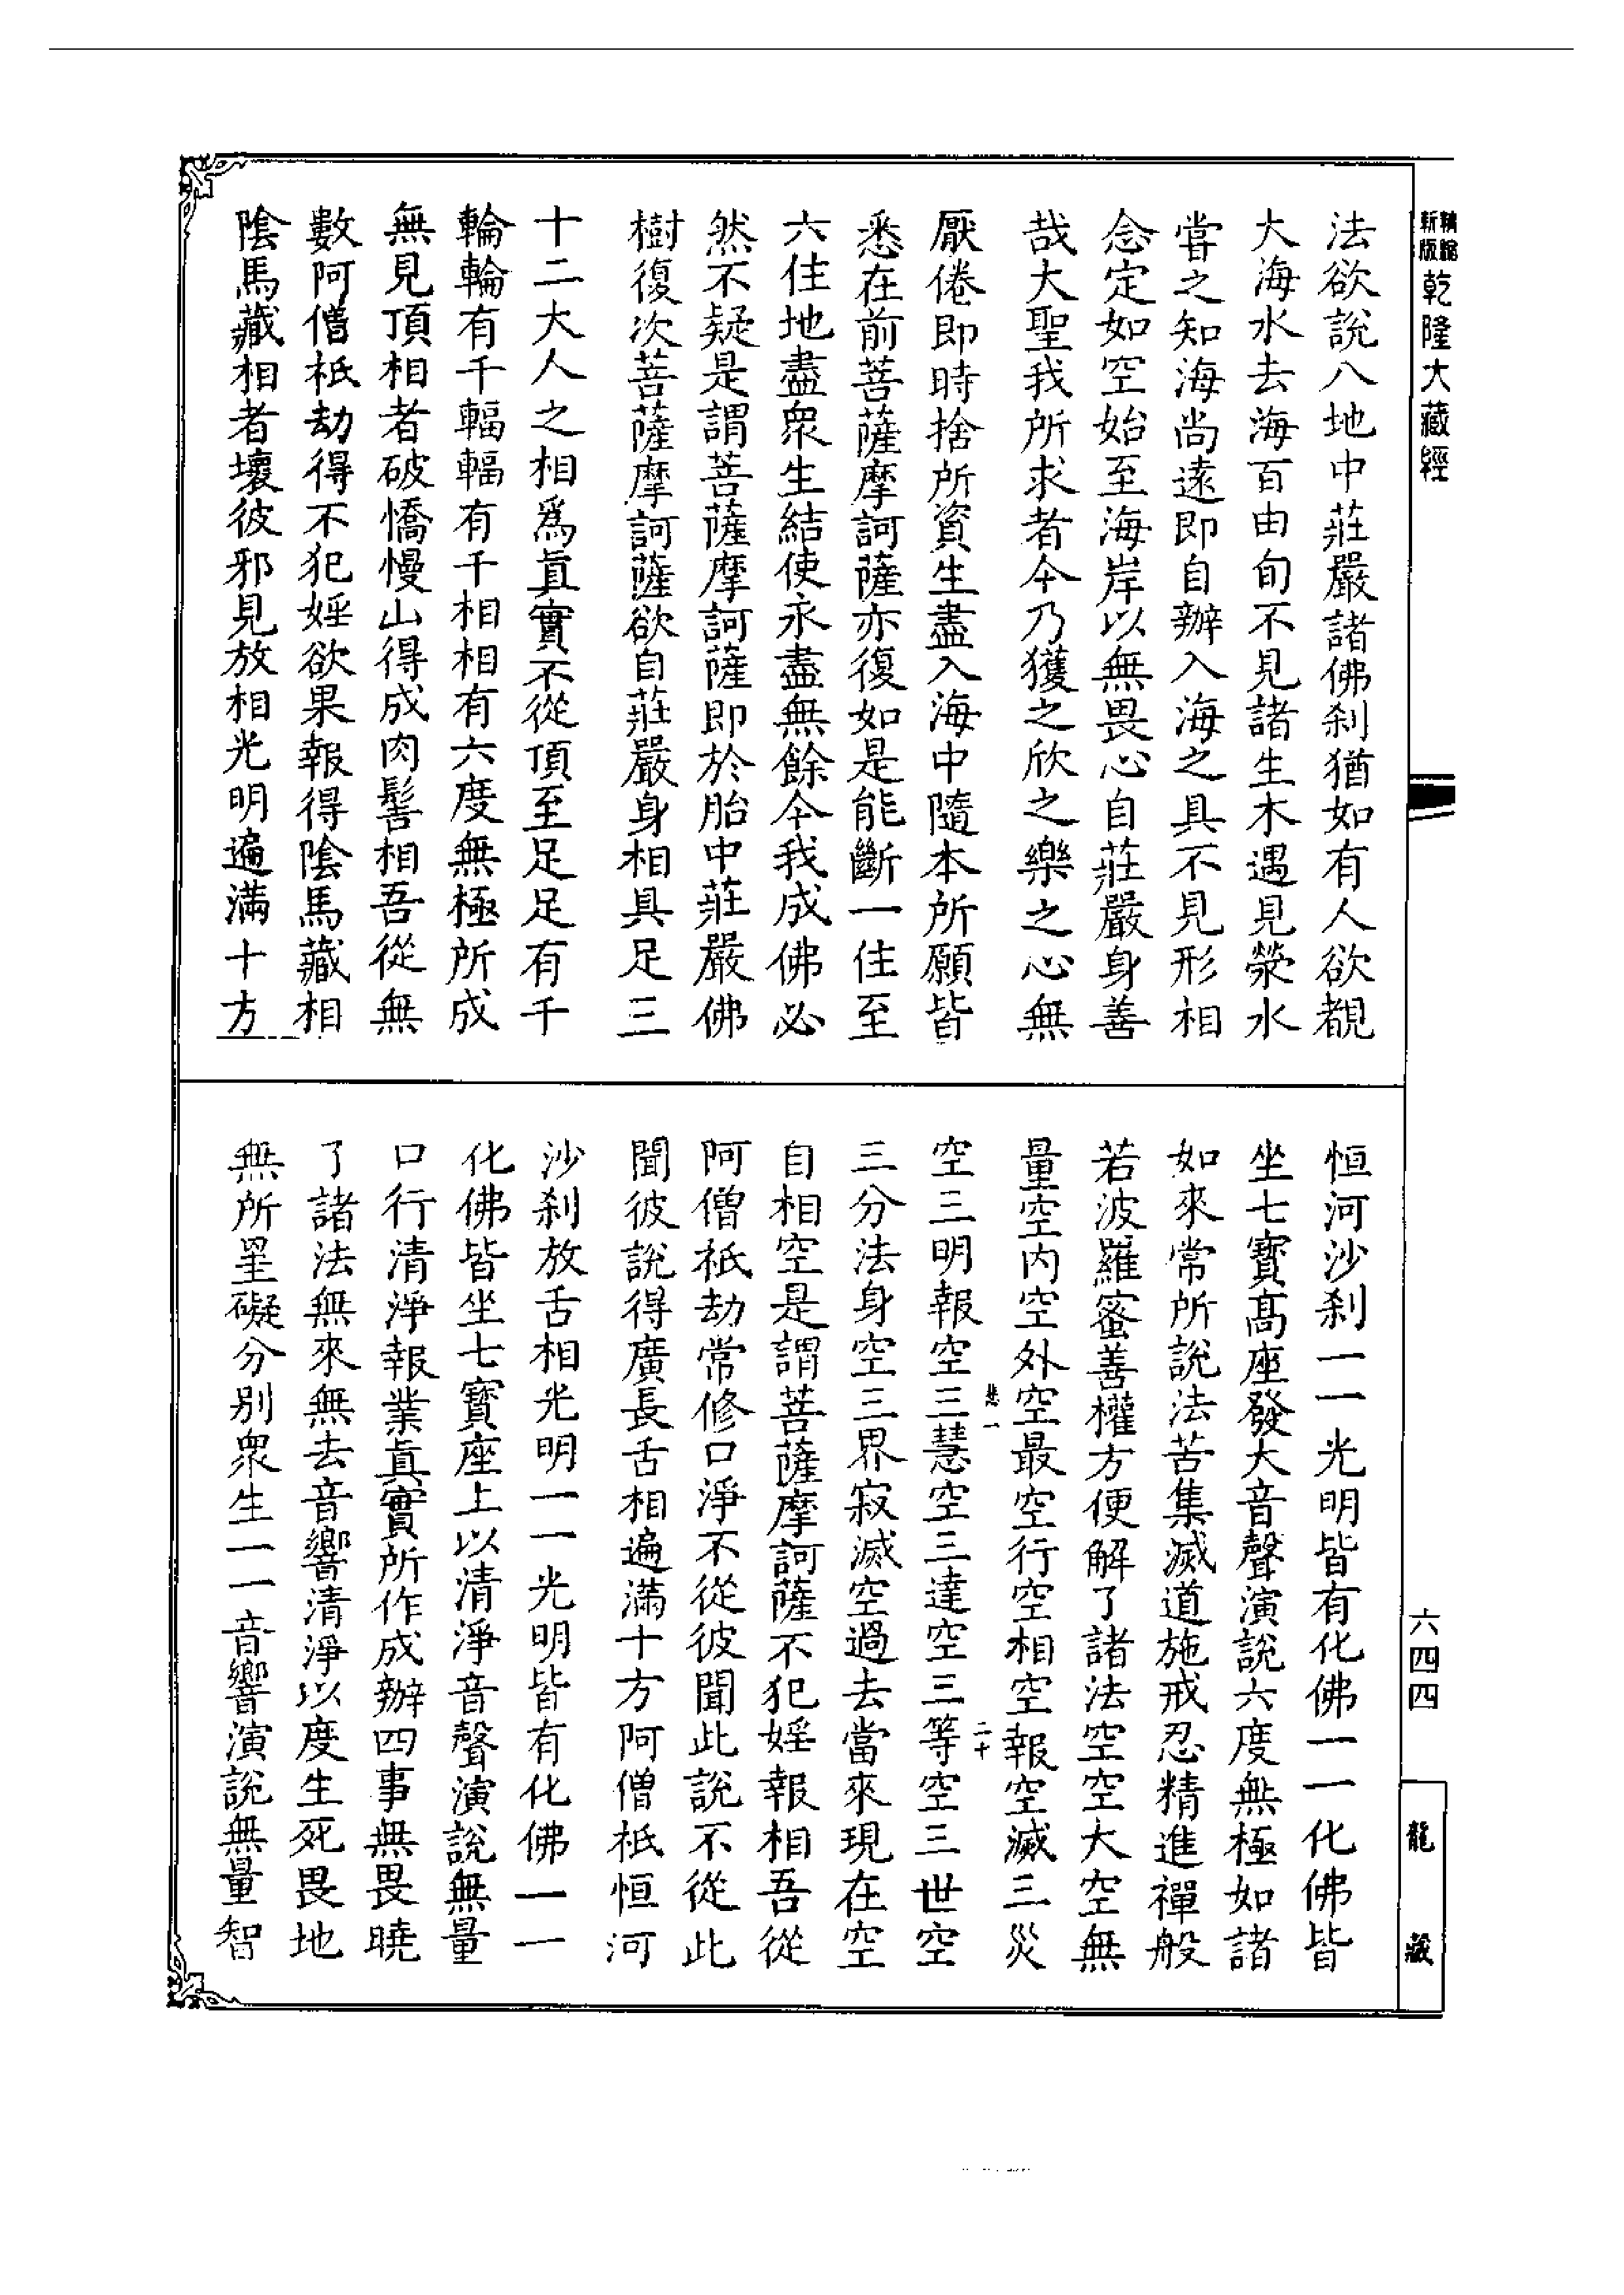 精縮
新版
乾隆大藏經
法欲說八地中莊嚴諸佛刹猶如有人欲覩
大海水去海百由旬不見諸生木遇見滎水
嘗之知海尚遠即自辦入海之具不見形相
念定如空始至海岸以無畏心自莊嚴身善
哉大聖我所求者今乃獲之欣之樂之心無
厭倦即時捨所資生盡入海中隨本所願皆
悉在前菩薩摩訶薩亦復如是能斷一住至
六住地盡衆生結使永盡無餘今我成佛必
然不疑是謂菩薩摩訶薩即於胎中莊嚴佛
樹復次菩薩摩訶薩欲自莊嚴身相具足三
十二大人之相爲眞實不從頂至足足有千
輪輪有千輻輻有千相相有六度無極所成
無見頂相者破憍慢山得成肉髻相吾從無
數阿僧祇劫得不犯婬欲果報得陰馬藏相
陰馬藏相者壞彼邪見放相光明遍滿十方
恒河沙刹一一光明皆有化佛一一化佛皆
坐七寶高座發大音聲演說六度無極如諸
如來常所說法苦集滅道施戒忍精進禪般
若波羅蜜善權方便解了諸法空空大空無
量空内空外空最空行空相空報空滅三災
空三明報空三慧空三達空三等空三世空
三分法身空三界寂滅空過去當來現在空
自相空是謂菩薩摩訶薩不犯婬報相吾從
阿僧祇劫常修口淨不從彼聞此說不從此
聞彼說得廣長舌相遍滿十方阿僧祇恒河
沙刹放舌相光明一一光明皆有化佛一一
化佛皆坐七寶座上以清淨音聲演說無量
口行清淨報業眞實所作成辦四事無畏曉
了諸法無來無去音響清淨以度生死畏地
無所罣礙分別衆生一一音響演說無量智
二十
六四四
龍藏